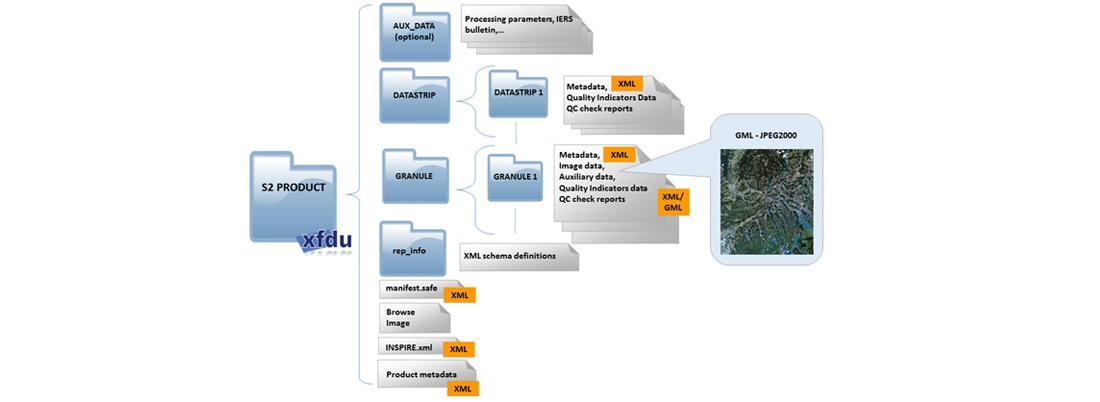 AUX_DATA
(optional)
Processing parameters, IERS
bulletin,...
DATASTRIP
DATASTRIP 1
Metadata, XML
Quality Indicators Data
QC check reports
GML - JPEG2000
S2 PRODUCT
xfdu
GRANULE
GRANULE 1
Metadata, XML
Image data,
Auxiliary data,
Quality Indicators data
QC check reports
XML/
GML
rep_info
XML schema definitions
manifest.safe
XML
Browse
Image
INSPIRE.xml
XML
Product metadata
XML